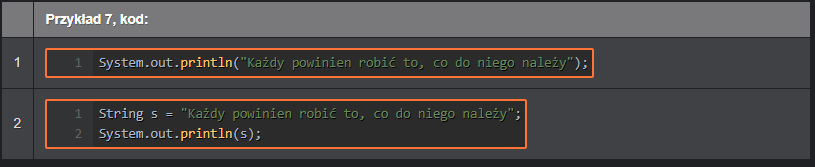 Przykład 7, kod:
1
1 System.out.println("Każdy powinien robić to, co do niego należy");
2
1 String s = "Każdy powinien robić to, co do niego należy";
2 System.out.println(s);